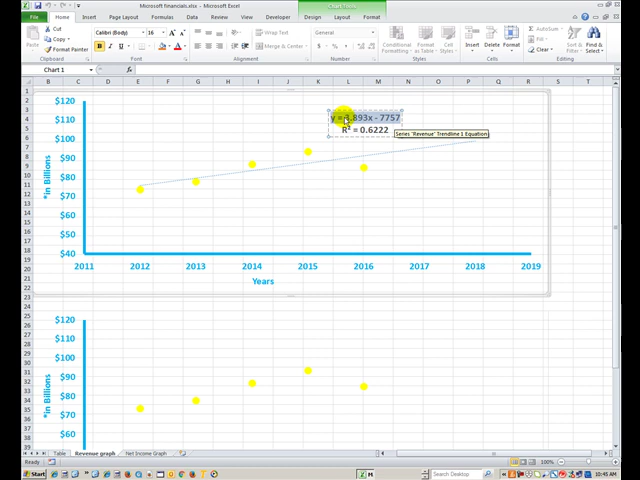 Microsoft financials.xlsx - Microsoft Excel
Chart Tools
File Home Insert Page Layout Formulas Data Review View Developer Design Layout Format
Cut
Copy
Paste
Format Painter
Clipboard
Calibri (Body) 16
Font
Wrap Text
Merge & Center
Alignment
General
Number
Conditional Formatting
Format as Table
Cell Styles
Styles
Insert Delete Format
Cells
AutoSum
Fill
Clear
Sort & Filter
Find & Select
Editing
Chart 1
B C D E F G H I J K L M N O P Q R S T
$120
$110
$100
$90
$80
$70
$60
$50
$40
*in Billions
y = 3.893x - 7757
R² = 0.6222
Series "Revenue" Trendline 1 Equation
2011 2012 2013 2014 2015 2016 2017 2018 2019
Years
$120
$110
$100
$90
$80
$70
$60
*in Billions
Table Revenue graph Net Income Graph
Ready
100%
Start
Search Desktop
10:45 AM